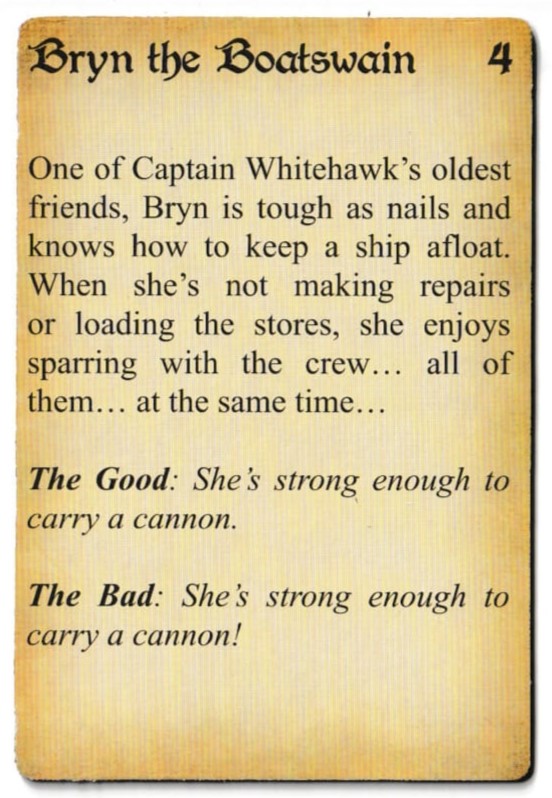 Bryn the Boatswain 4
One of Captain Whitehawk's oldest
friends, Bryn is tough as nails and
knows how to keep a ship afloat.
When she's not making repairs
or loading the stores, she enjoys
sparring with the crew… all of
them… at the same time…
The Good: She's strong enough to
carry a cannon.
The Bad: She's strong enough to
carry a cannon!